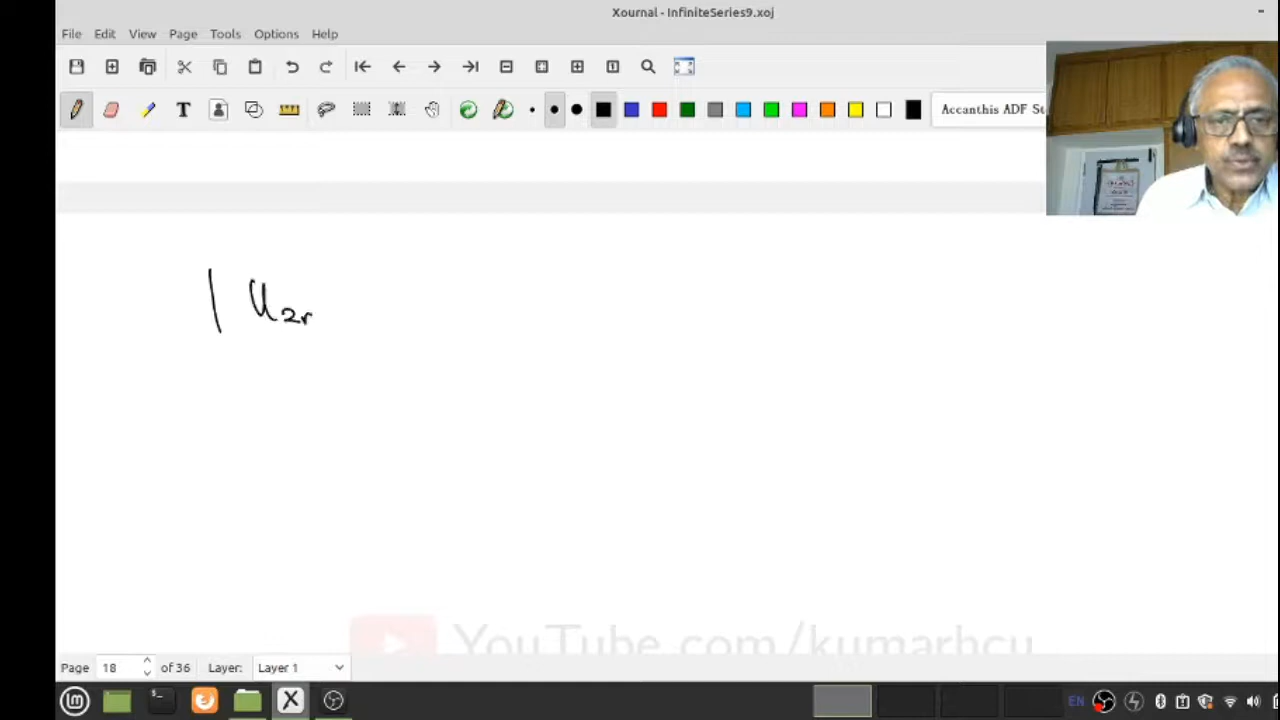 Xournal - InfiniteSeries9.xoj
File Edit View Page Tools Options Help
Accanthis ADF St
| U2r
YouTube.com/kumarhcu
Page 18 of 36 Layer: Layer 1
EN